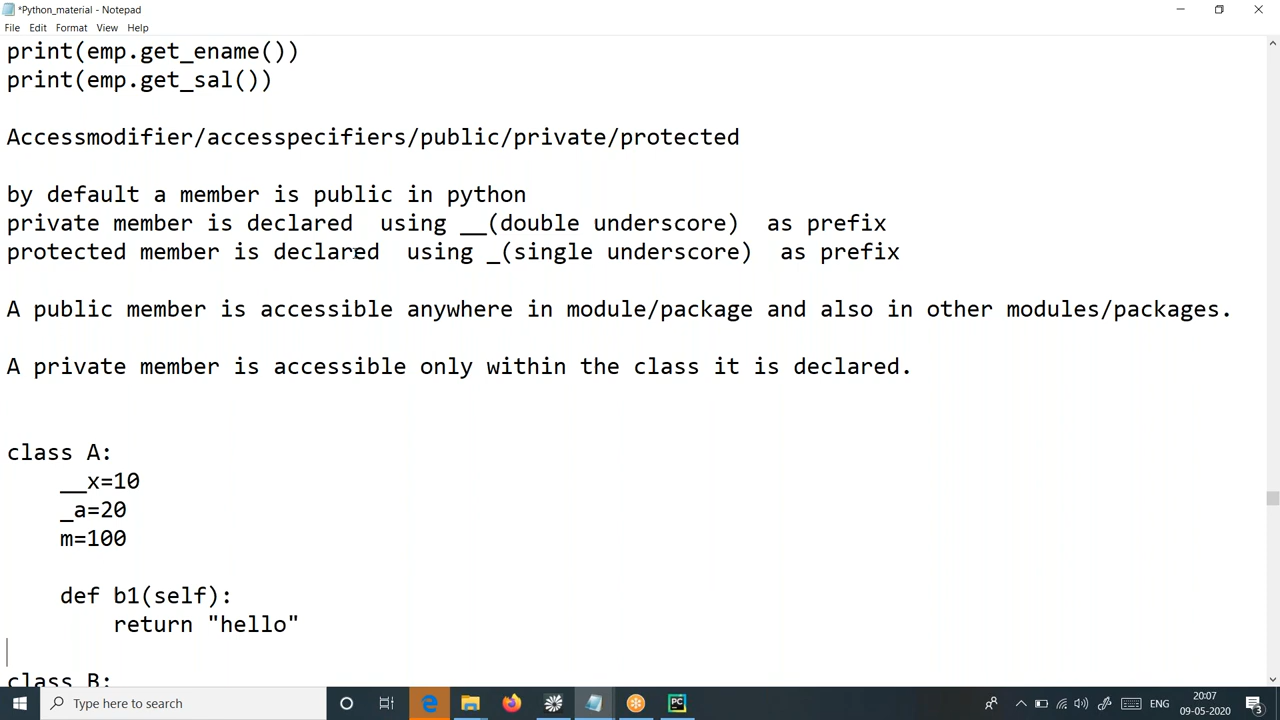 *Python_material - Notepad
File Edit Format View Help
print(emp.get_ename())
print(emp.get_sal())
Accessmodifier/accesspecifiers/public/private/protected
by default a member is public in python
private member is declared  using __(double underscore)  as prefix
protected member is declared  using _(single underscore)  as prefix
A public member is accessible anywhere in module/package and also in other modules/packages.
A private member is accessible only within the class it is declared.
class A:
    __x=10
    _a=20
    m=100
    def b1(self):
        return "hello"
class B:
Type here to search
PC
ENG
20:07
09-05-2020
3